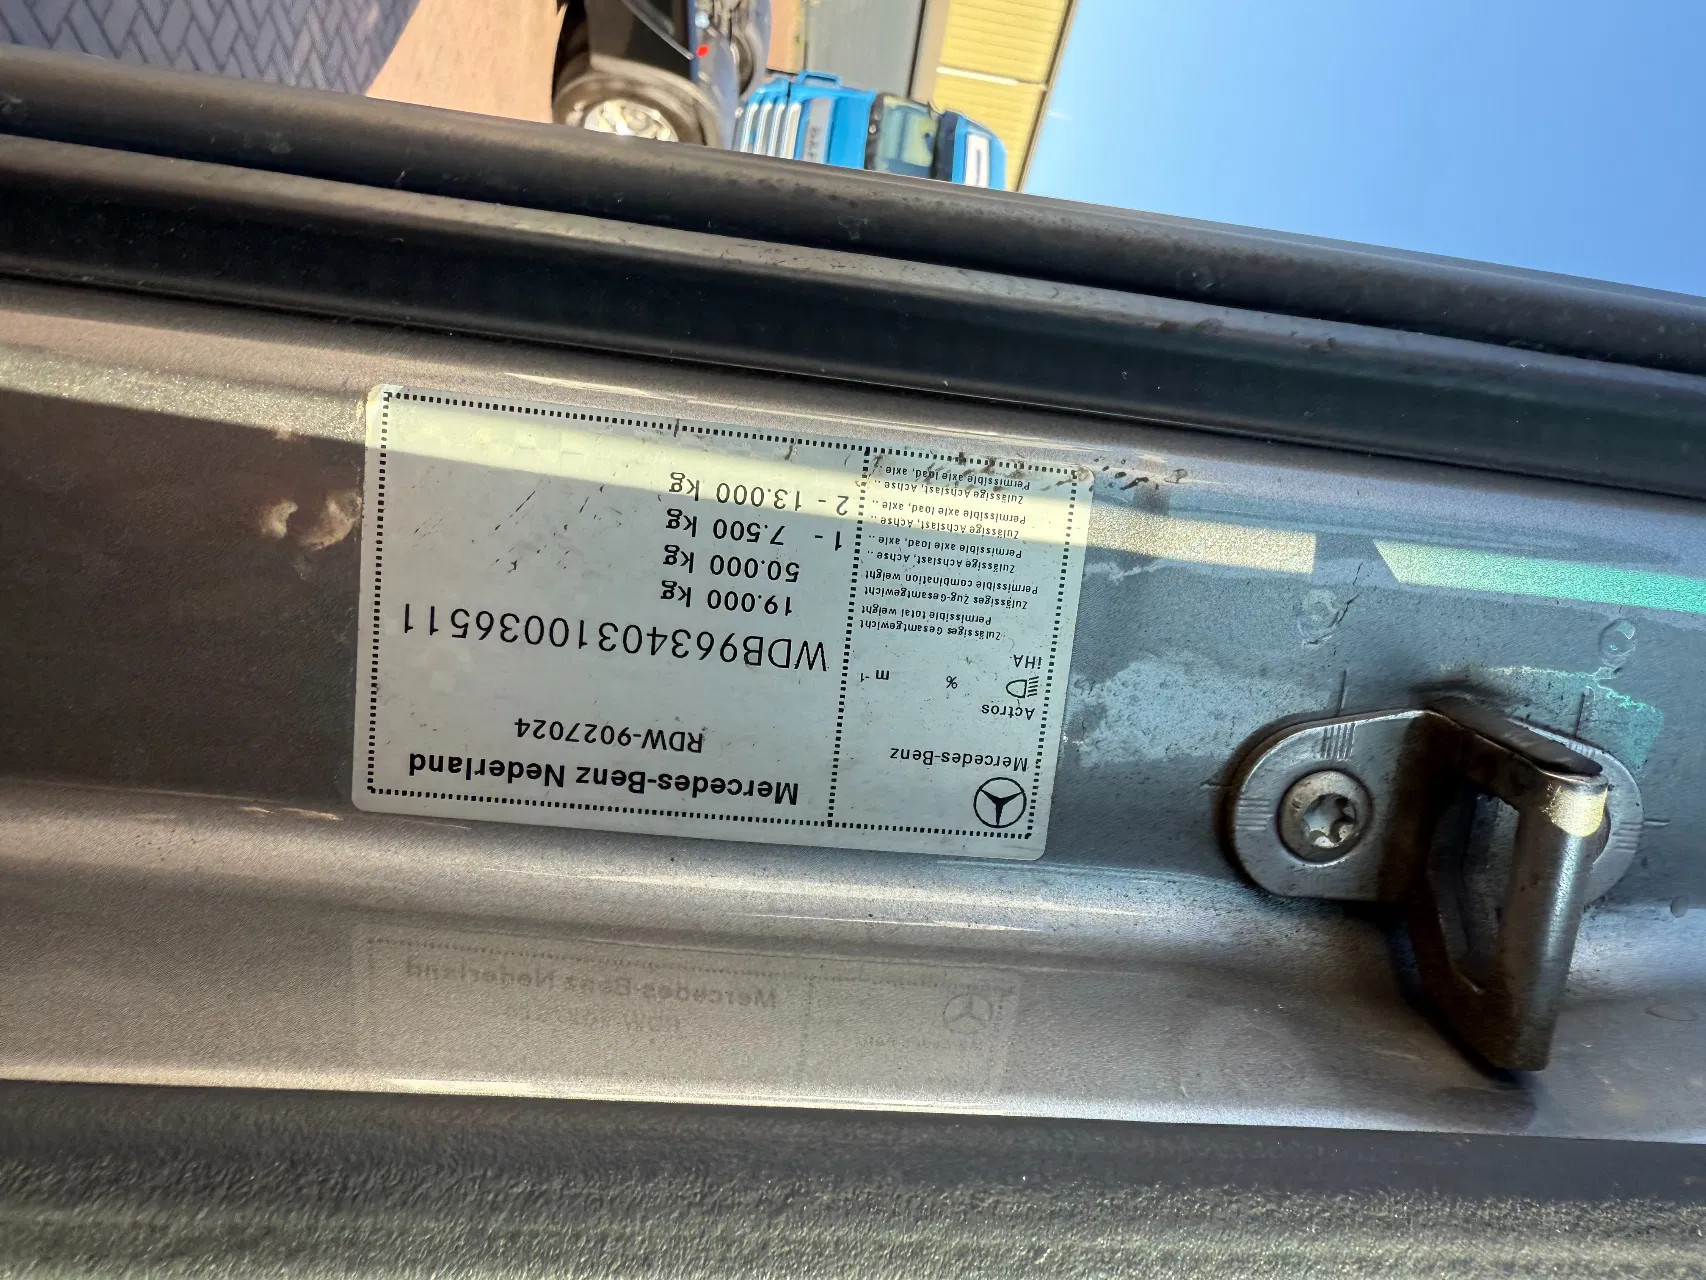 Mercedes-Benz
Mercedes-Benz Nederland
RDW-9027024
Actros
% m⁻¹
iHA
WDB9634031003651 1
Zulässiges Gesamtgewicht
Permissible total weight
19.000 kg
Zulässiges Zug-Gesamtgewicht
Permissible combination weight
50.000 kg
Zulässige Achslast, Achse ..
Permissible axle load, axle ..
1 - 7.500 kg
Zulässige Achslast, Achse ..
Permissible axle load, axle ..
2 - 13.000 kg
Zulässige Achslast, Achse ..
Permissible axle load, axle ..